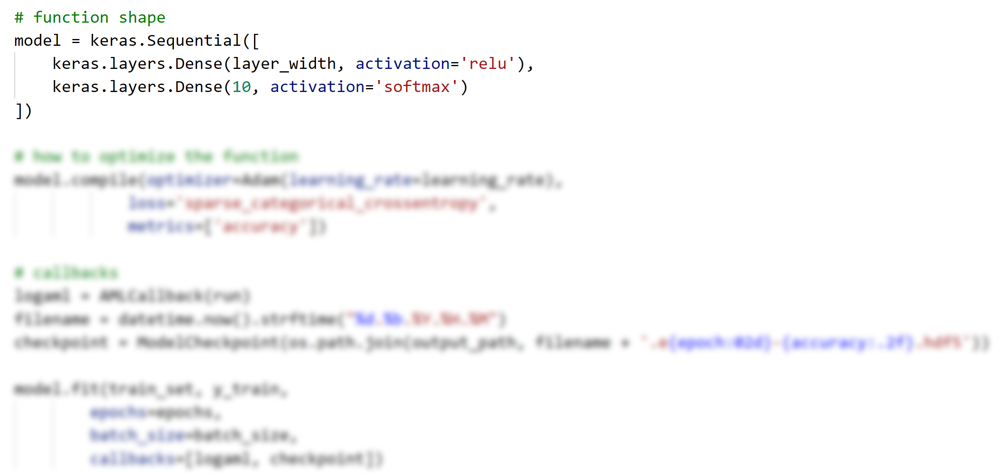 # function shape
model = keras.Sequential([
    keras.layers.Dense(layer_width, activation='relu'),
    keras.layers.Dense(10, activation='softmax')
])
# how to optimize the function
model.compile(optimizer=Adam(learning_rate=learning_rate),
              loss='sparse_categorical_crossentropy',
              metrics=['accuracy'])
# callbacks
logaml = AMLCallback(run)
filename = datetime.now().strftime("%d.%b.%Y.%H.%M")
checkpoint = ModelCheckpoint(os.path.join(output_path, filename + '.e{epoch:02d}-{accuracy:.2f}.hdf5'))
model.fit(train_set, y_train,
        epochs=epochs,
        batch_size=batch_size,
        callbacks=[logaml, checkpoint])